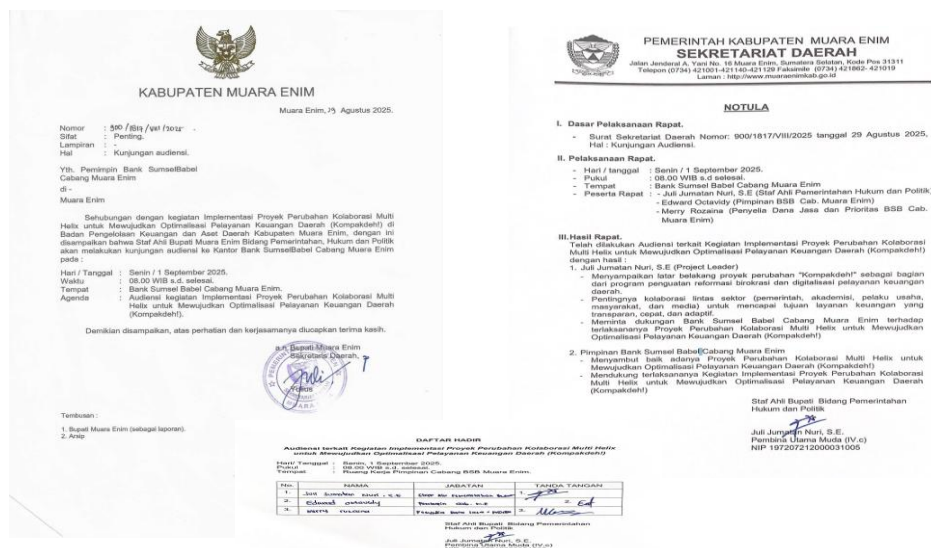 KABUPATEN MUARA ENIM
Muara Enim, 29 Agustus 2025.
Nomor : 900/1817/VIII/2025 .
Sifat : Penting.
Lampiran : -
Hal : Kunjungan audiensi.
Yth. Pemimpin Bank SumselBabel
Cabang Muara Enim
di -
Muara Enim
Sehubungan dengan kegiatan Implementasi Proyek Perubahan Kolaborasi Multi
Helix untuk Mewujudkan Optimalisasi Pelayanan Keuangan Daerah (Kompakdeh!) di
Badan Pengelolaan Keuangan dan Aset Daerah Kabupaten Muara Enim, dengan ini
disampaikan bahwa Staf Ahli Bupati Muara Enim Bidang Pemerintahan, Hukum dan Politik
akan melakukan kunjungan audiensi ke Kantor Bank SumselBabel Cabang Muara Enim
pada :
Hari / Tanggal : Senin / 1 September 2025.
Waktu : 08.00 WIB s.d. selesai.
Tempat : Bank Sumsel Babel Cabang Muara Enim.
Agenda : Audiensi kegiatan Implementasi Proyek Perubahan Kolaborasi Multi
Helix untuk Mewujudkan Optimalisasi Pelayanan Keuangan Daerah
(Kompakdeh!).
Demikian disampaikan, atas perhatian dan kerjasamanya diucapkan terima kasih.
a.n. Bupati Muara Enim
Sekretaris Daerah,
Yulius
Tembusan :
1. Bupati Muara Enim (sebagai laporan).
2. Arsip
PEMERINTAH KABUPATEN MUARA ENIM
SEKRETARIAT DAERAH
Jalan Jenderal A. Yani No. 16 Muara Enim, Sumatera Selatan, Kode Pos 31311
Telepon (0734) 421001-421140-421129 Faksimile (0734) 421862- 421019
Laman : http://www.muaraenimkab.go.id
NOTULA
I. Dasar Pelaksanaan Rapat.
- Surat Sekretariat Daerah Nomor: 900/1817/VIII/2025 tanggal 29 Agustus 2025,
Hal : Kunjungan Audiensi.
II. Pelaksanaan Rapat.
- Hari / tanggal : Senin / 1 September 2025.
- Pukul : 08.00 WIB s.d selesai.
- Tempat : Bank Sumsel Babel Cabang Muara Enim
- Peserta Rapat : - Juli Jumatan Nuri, S.E (Staf Ahli Pemerintahan Hukum dan Politik)
- Edward Octavidy (Pimpinan BSB Cab. Muara Enim)
- Merry Rozaina (Penyelia Dana Jasa dan Prioritas BSB Cab.
Muara Enim)
III.Hasil Rapat.
Telah dilakukan Audiensi terkait Kegiatan Implementasi Proyek Perubahan Kolaborasi
Multi Helix untuk Mewujudkan Optimalisasi Pelayanan Keuangan Daerah (Kompakdeh!)
dengan hasil :
1. Juli Jumatan Nuri, S.E (Project Leader)
- Menyampaikan latar belakang proyek perubahan "Kompakdeh!" sebagai bagian
dari program penguatan reformasi birokrasi dan digitalisasi pelayanan keuangan
daerah.
- Pentingnya kolaborasi lintas sektor (pemerintah, akademisi, pelaku usaha,
masyarakat, dan media) untuk mencapai tujuan layanan keuangan yang
transparan, cepat, dan adaptif.
- Meminta dukungan Bank Sumsel Babel Cabang Muara Enim terhadap
terlaksananya Proyek Perubahan Kolaborasi Multi Helix untuk Mewujudkan
Optimalisasi Pelayanan Keuangan Daerah (Kompakdeh!)
2. Pimpinan Bank Sumsel Babel Cabang Muara Enim
- Menyambut baik adanya Proyek Perubahan Kolaborasi Multi Helix untuk
Mewujudkan Optimalisasi Pelayanan Keuangan Daerah (Kompakdeh!)
- Mendukung terlaksananya Kegiatan Implementasi Proyek Perubahan Kolaborasi
Multi Helix untuk Mewujudkan Optimalisasi Pelayanan Keuangan Daerah
(Kompakdeh!)
Staf Ahli Bupati Bidang Pemerintahan
Hukum dan Politik
Juli Jumatan Nuri, S.E.
Pembina Utama Muda (IV.c)
NIP 197207212000031005
DAFTAR HADIR
Audiensi terkait Kegiatan Implementasi Proyek Perubahan Kolaborasi Multi Helix
untuk Mewujudkan Optimalisasi Pelayanan Keuangan Daerah (Kompakdeh!)
Hari/ Tanggal : Senin, 1 September 2025.
Pukul : 08.00 WIB s.d. selesai.
Tempat : Ruang Kerja Pimpinan Cabang BSB Muara Enim.
No. NAMA JABATAN TANDA TANGAN
1. Juli Jumatan Nuri, S.E 1.
2. Edward Octavidy 2.
3. 3.
Staf Ahli Bupati Bidang Pemerintahan
Hukum dan Politik
Juli Jumatan Nuri, S.E.
Pembina Utama Muda (IV.c)